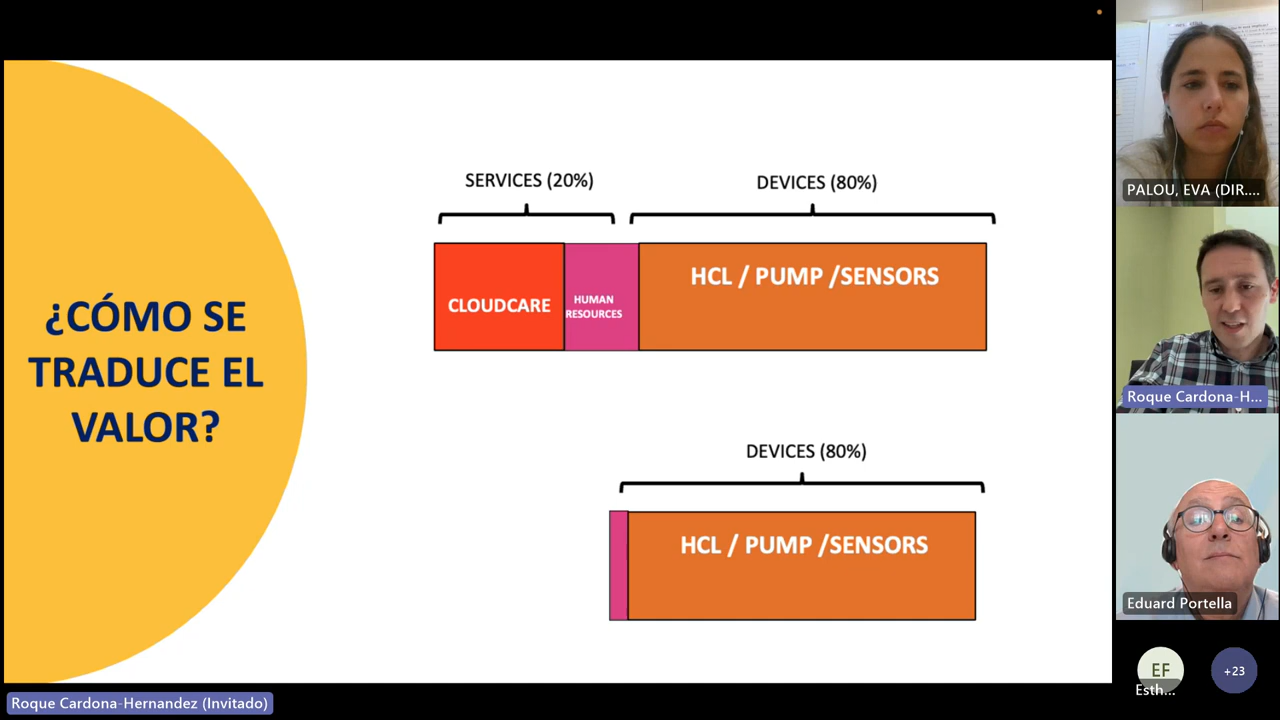 ¿CÓMO SE
TRADUCE EL
VALOR?
SERVICES (20%)
DEVICES (80%)
CLOUDCARE
HUMAN
RESOURCES
HCL / PUMP /SENSORS
DEVICES (80%)
HCL / PUMP /SENSORS
Roque Cardona-Hernandez (Invitado)
PALOU, EVA (DIR....
Roque Cardona-H...
Eduard Portella
EF
Esth...
+23